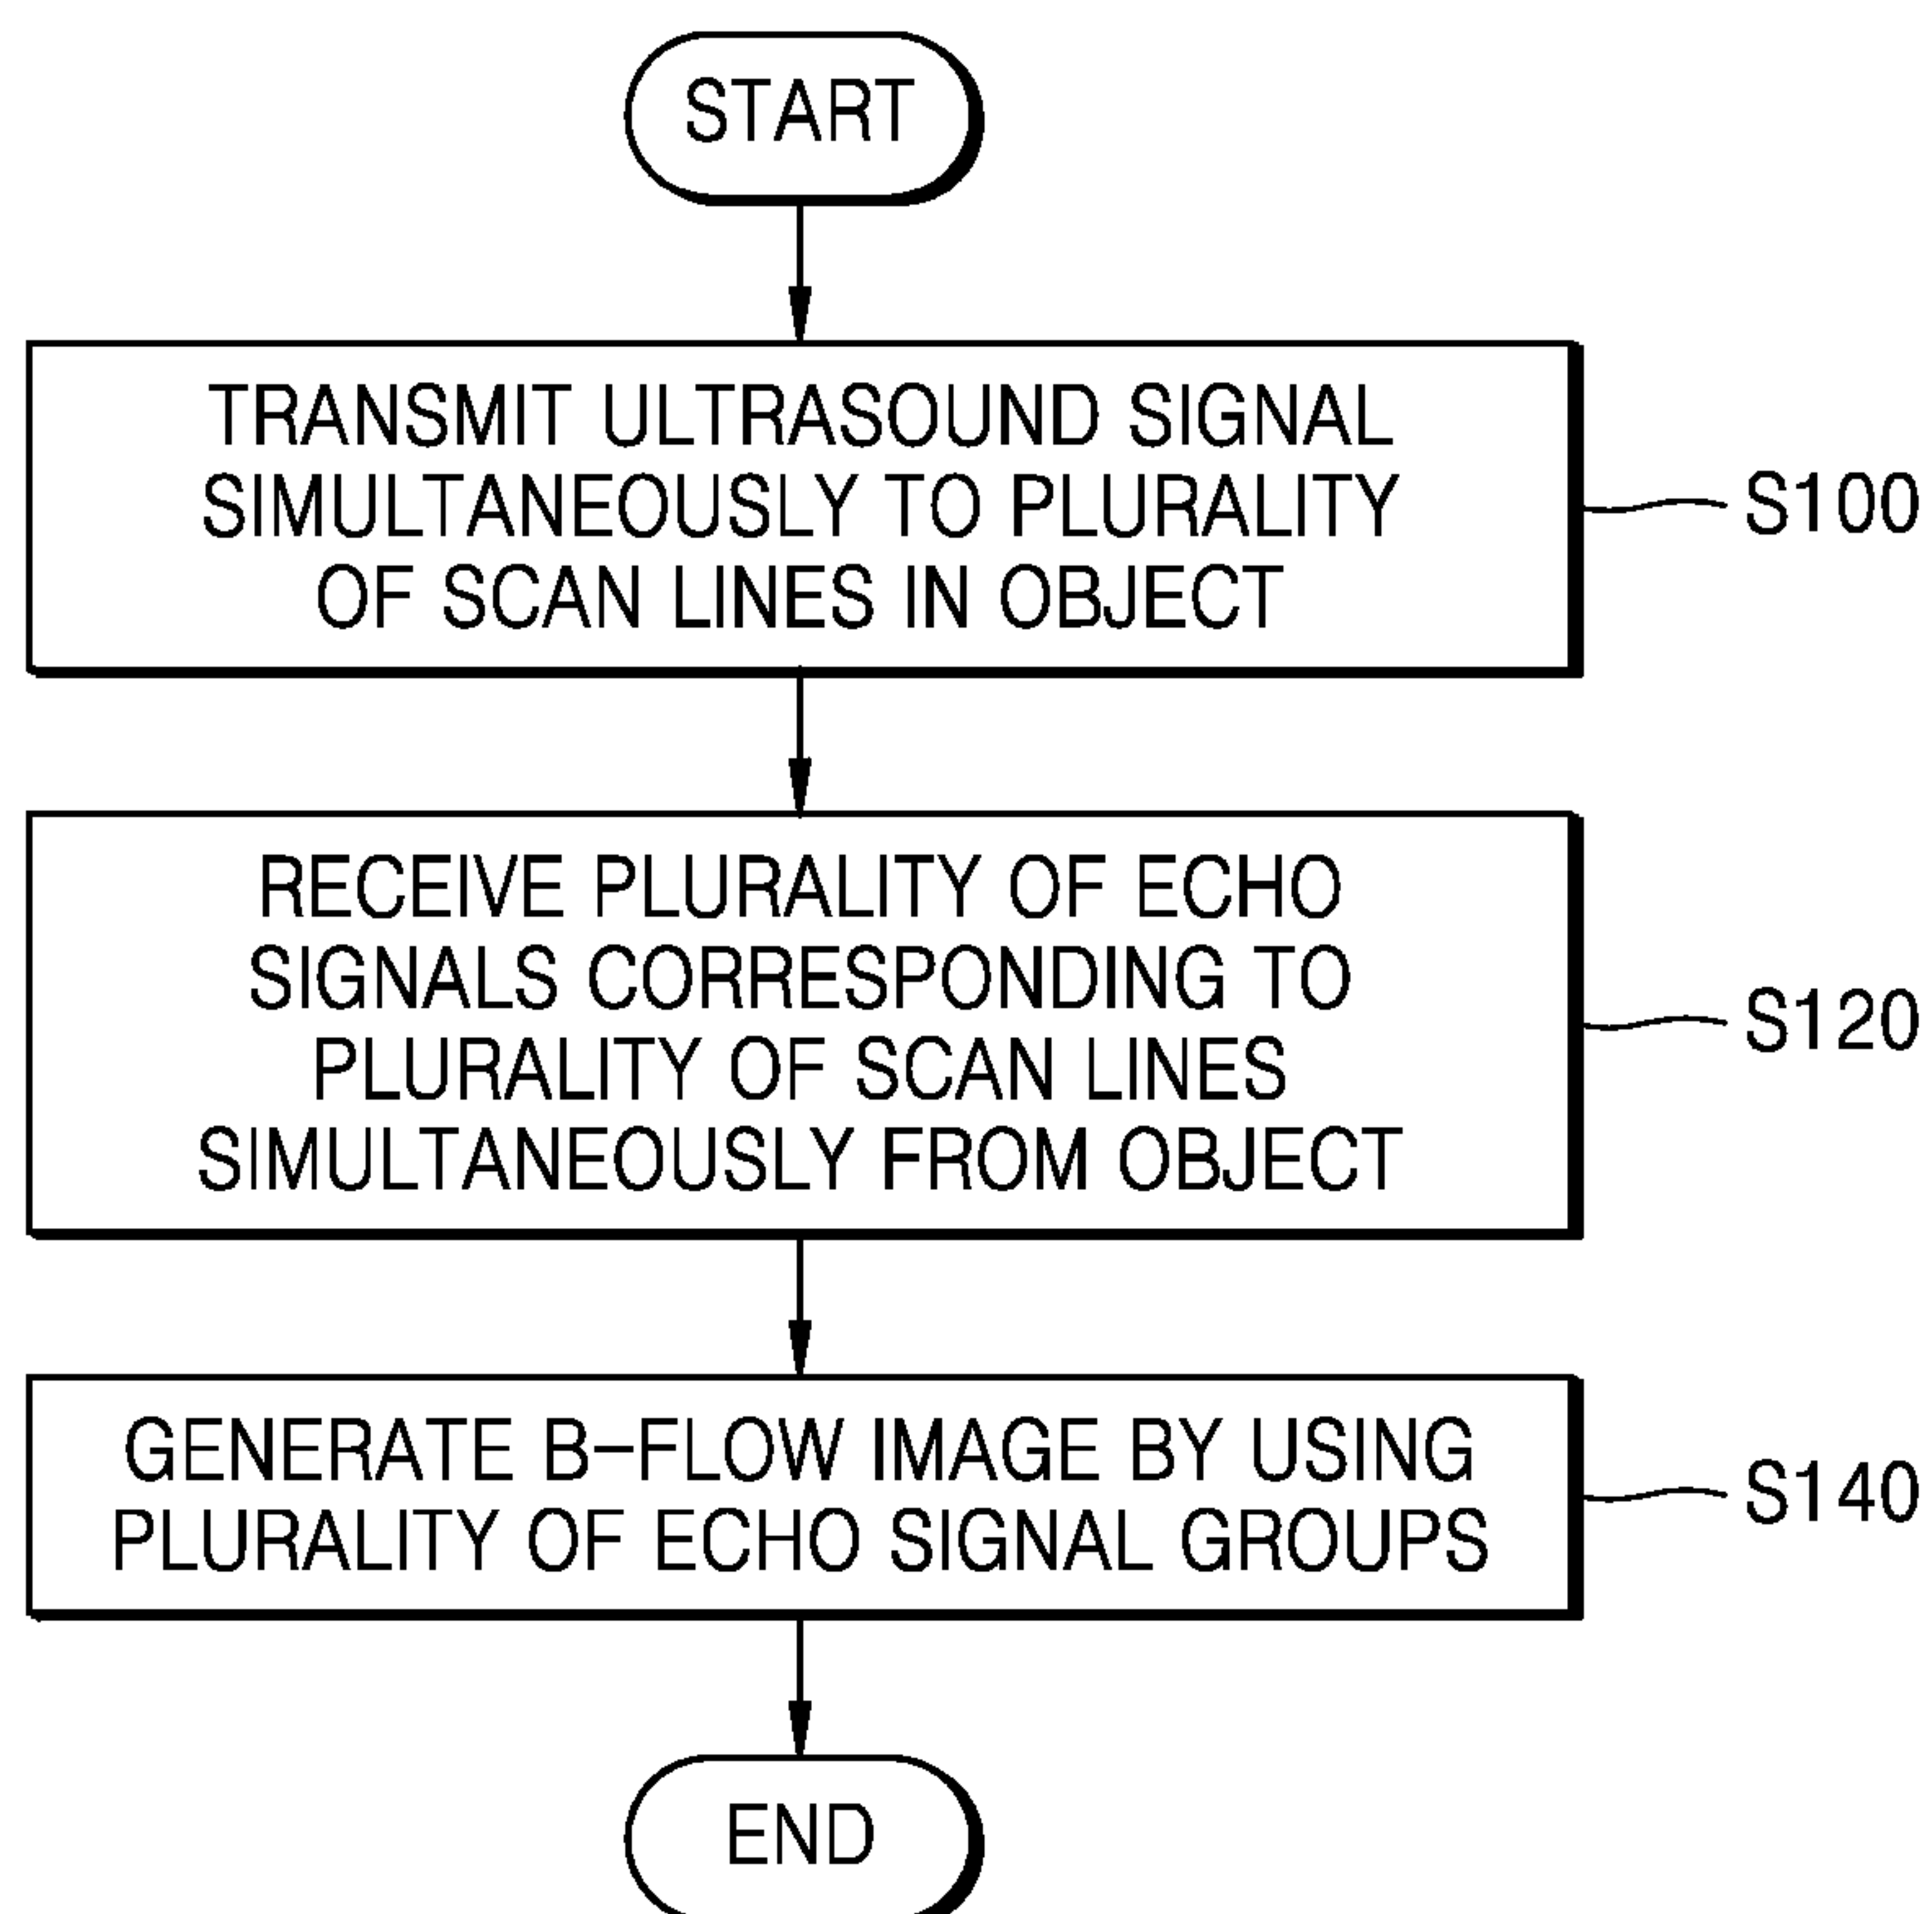 START
TRANSMIT ULTRASOUND SIGNAL
SIMULTANEOUSLY TO PLURALITY
OF SCAN LINES IN OBJECT
S100
RECEIVE PLURALITY OF ECHO
SIGNALS CORRESPONDING TO
PLURALITY OF SCAN LINES
SIMULTANEOUSLY FROM OBJECT
S120
GENERATE B-FLOW IMAGE BY USING
PLURALITY OF ECHO SIGNAL GROUPS
S140
END